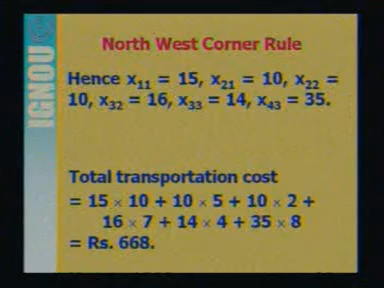 IGNOU
North West Corner Rule
Hence x₁₁ = 15, x₂₁ = 10, x₂₂ =
10, x₃₂ = 16, x₃₃ = 14, x₄₃ = 35.
Total transportation cost
= 15 × 10 + 10 × 5 + 10 × 2 +
16 × 7 + 14 × 4 + 35 × 8
= Rs. 668.